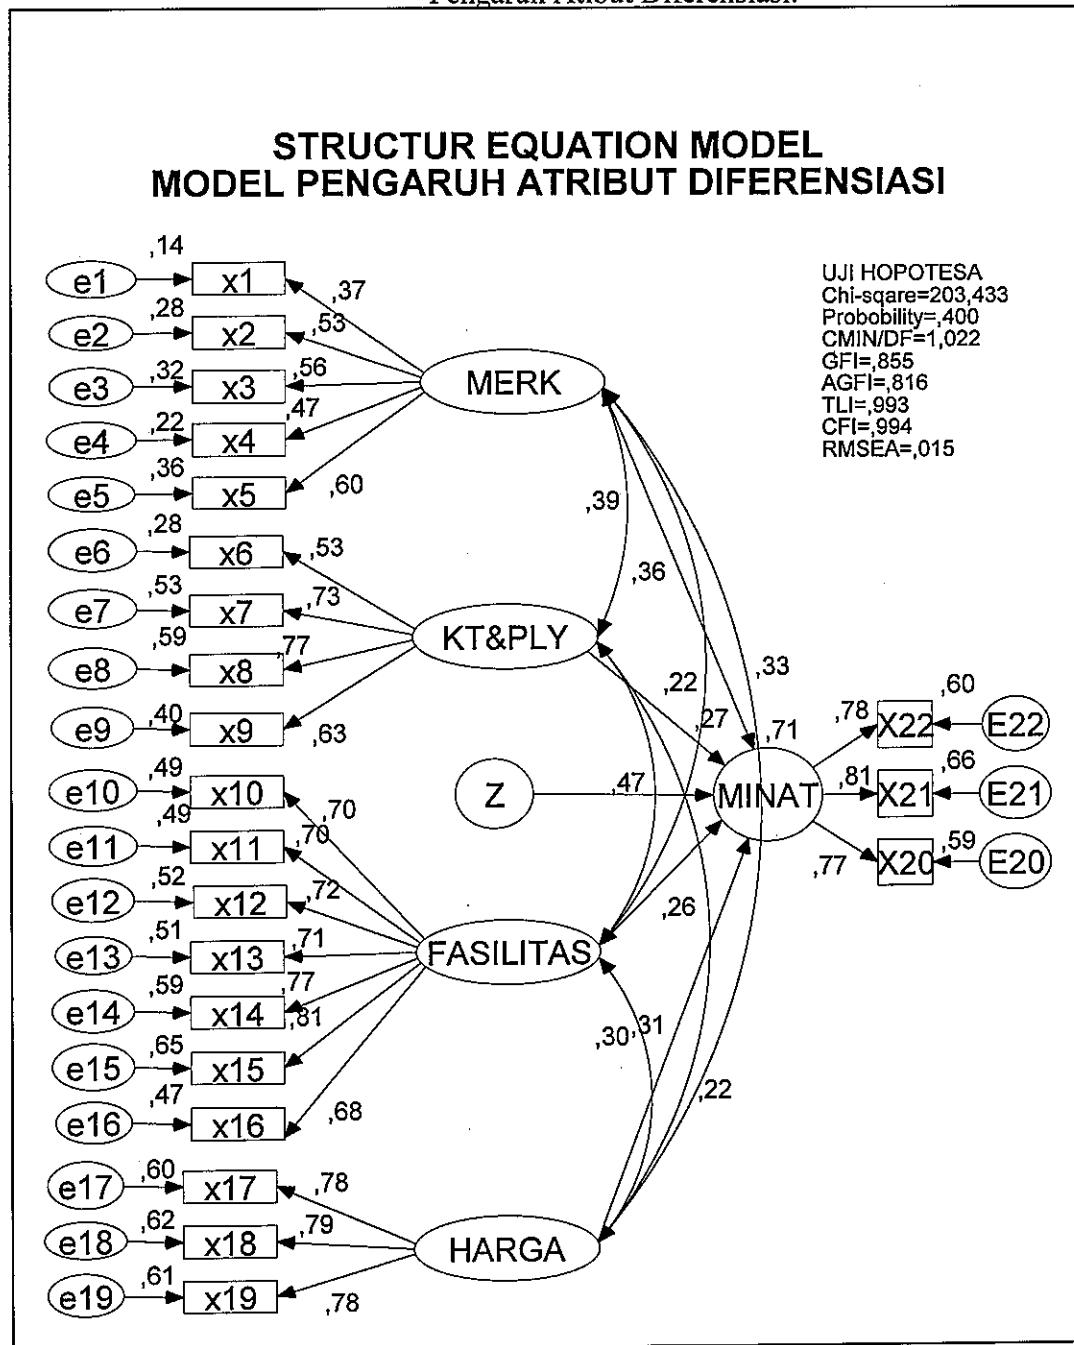 Pengaruh Atibut Diferensiasi.
STRUCTUR EQUATION MODEL
MODEL PENGARUH ATRIBUT DIFERENSIASI
UJI HOPOTESA
Chi-sqare=203,433
Probobility=,400
CMIN/DF=1,022
GFI=,855
AGFI=,816
TLI=,993
CFI=,994
RMSEA=,015
,14
e1 x1 ,37
,28
e2 x2 ,53
,32
e3 x3 ,56
MERK
,22
e4 x4 ,47
,36
e5 x5 ,60
,39
,28
e6 x6 ,53
,36
,53
e7 x7 ,73
KT&PLY
,59
e8 x8 ,77
,22 ,33
,40
e9 x9 ,63
,27 ,71
,78 X22 ,60 E22
,49
e10 x10 ,70
Z ,47 MINAT ,81 X21 ,66 E21
,49
e11 x11 ,70
,77 X20 ,59 E20
,52
e12 x12 ,72
,26
,51
e13 x13 ,71
FASILITAS
,59
e14 x14 ,77
,30 ,31
,65
e15 x15 ,81
,22
,47
e16 x16 ,68
,60
e17 x17 ,78
,62
e18 x18 ,79
HARGA
,61
e19 x19 ,78